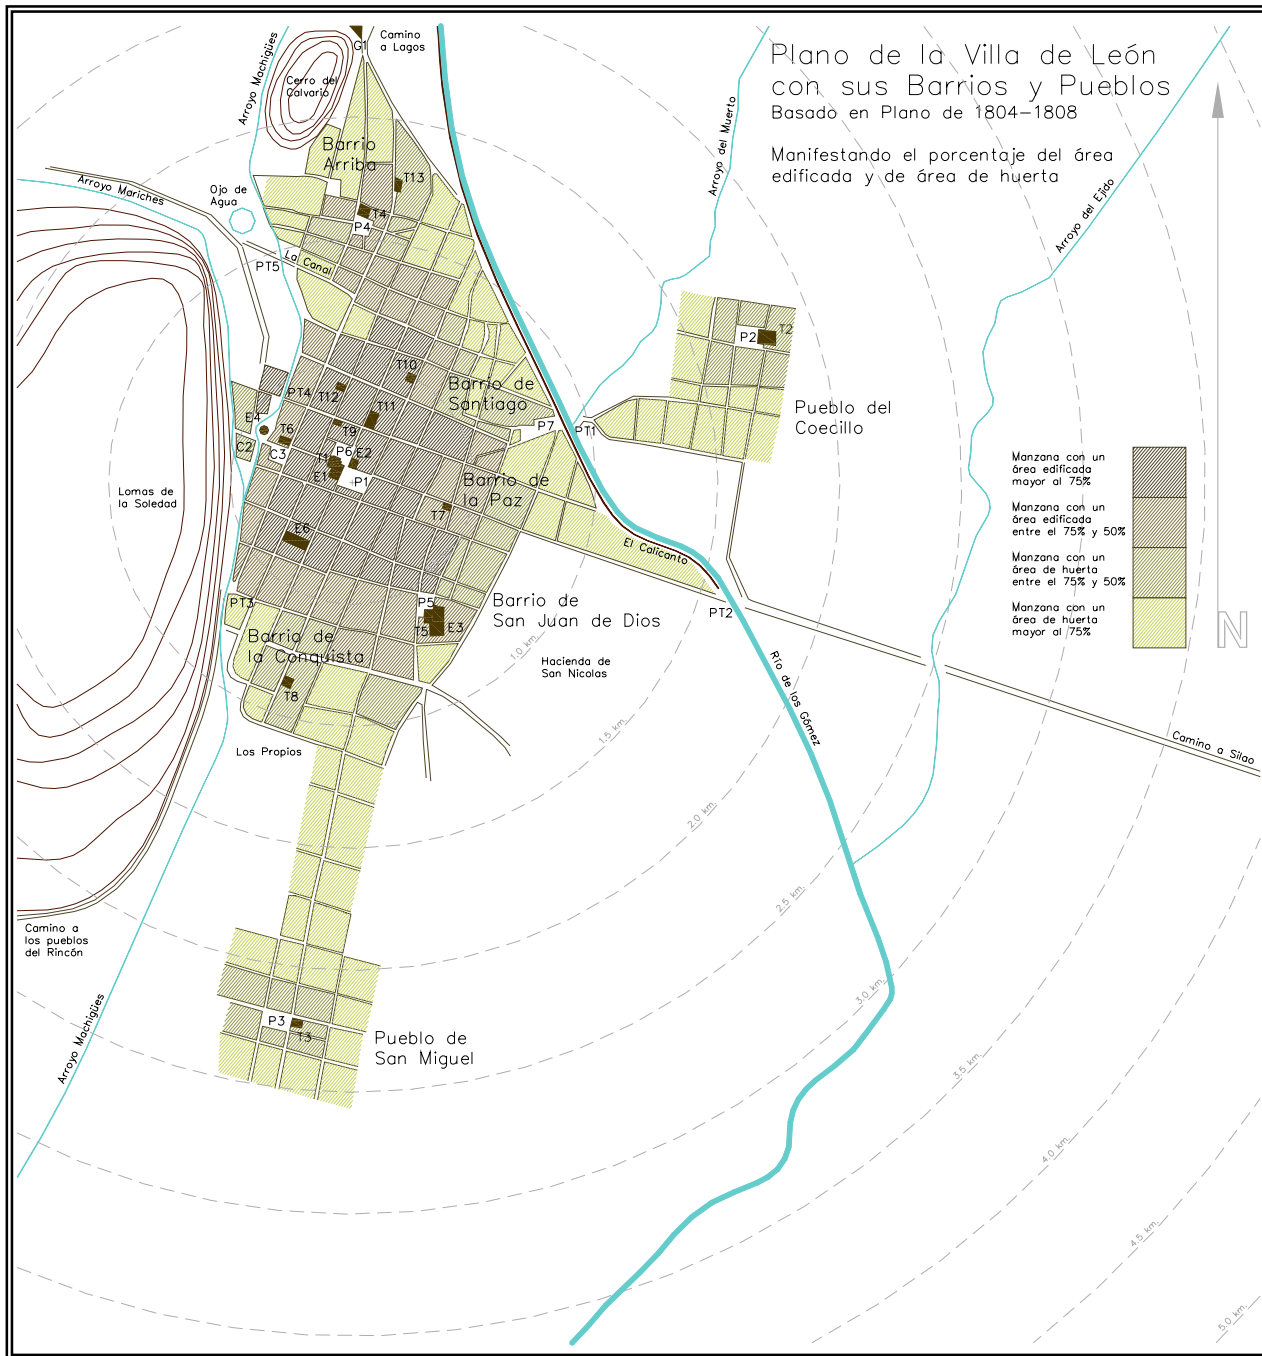 Plano de la Villa de León
con sus Barrios y Pueblos
Basado en Plano de 1804-1808
Manifestando el porcentaje del área
edificada y de área de huerta
G1
Camino
a Lagos
Arroyo Machigües
Cerro del
Calvario
Barrio
Arriba
T13
Arroyo Mariches
Ojo de
Agua
T4
P4
La Canal
PT5
Arroyo del Muerto
Arroyo del Ejido
P2
T2
Pueblo del
Coecillo
PT1
P7
T10
Barrio de
Santiago
PT4
T12
T11
E4
T6
T9
C2
C3
P6
E2
T1
E1
P1
Barrio de
la Paz
T7
Lomas de
la Soledad
E6
El Calicanto
PT2
PT3
P5
T5
E3
Barrio de
San Juan de Dios
Barrio de
la Conquista
T8
Hacienda de
San Nicolas
Los Propios
Río de los Gómez
Camino a Silao
Manzana con un
área edificada
mayor al 75%
Manzana con un
área edificada
entre el 75% y 50%
Manzana con un
área de huerta
entre el 75% y 50%
Manzana con un
área de huerta
mayor al 75%
N
1.0 km.
1.5 km.
2.0 km.
2.5 km.
3.0 km.
3.5 km.
4.0 km.
4.5 km.
5.0 km.
Camino a
los pueblos
del Rincón
Arroyo Machigües
P3
T3
Pueblo de
San Miguel